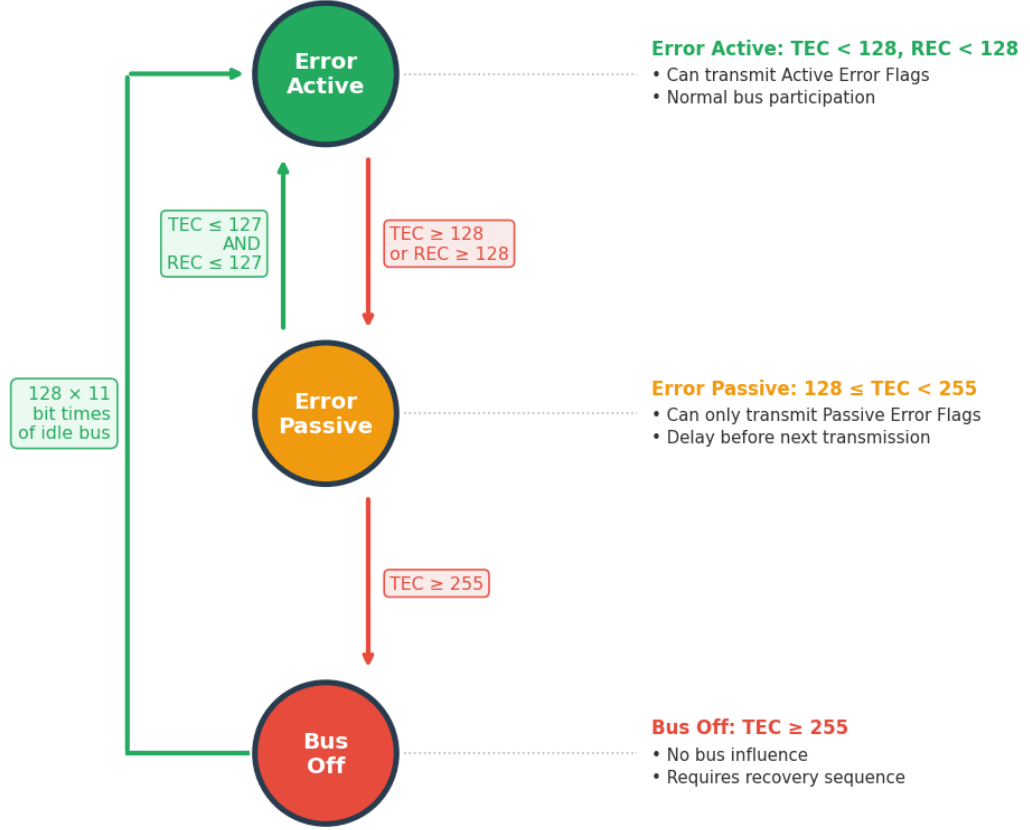 Error
Active
Error Active: TEC < 128, REC < 128
• Can transmit Active Error Flags
• Normal bus participation
TEC ≤ 127
AND
REC ≤ 127
TEC ≥ 128
or REC ≥ 128
128 × 11
bit times
of idle bus
Error
Passive
Error Passive: 128 ≤ TEC < 255
• Can only transmit Passive Error Flags
• Delay before next transmission
TEC ≥ 255
Bus
Off
Bus Off: TEC ≥ 255
• No bus influence
• Requires recovery sequence